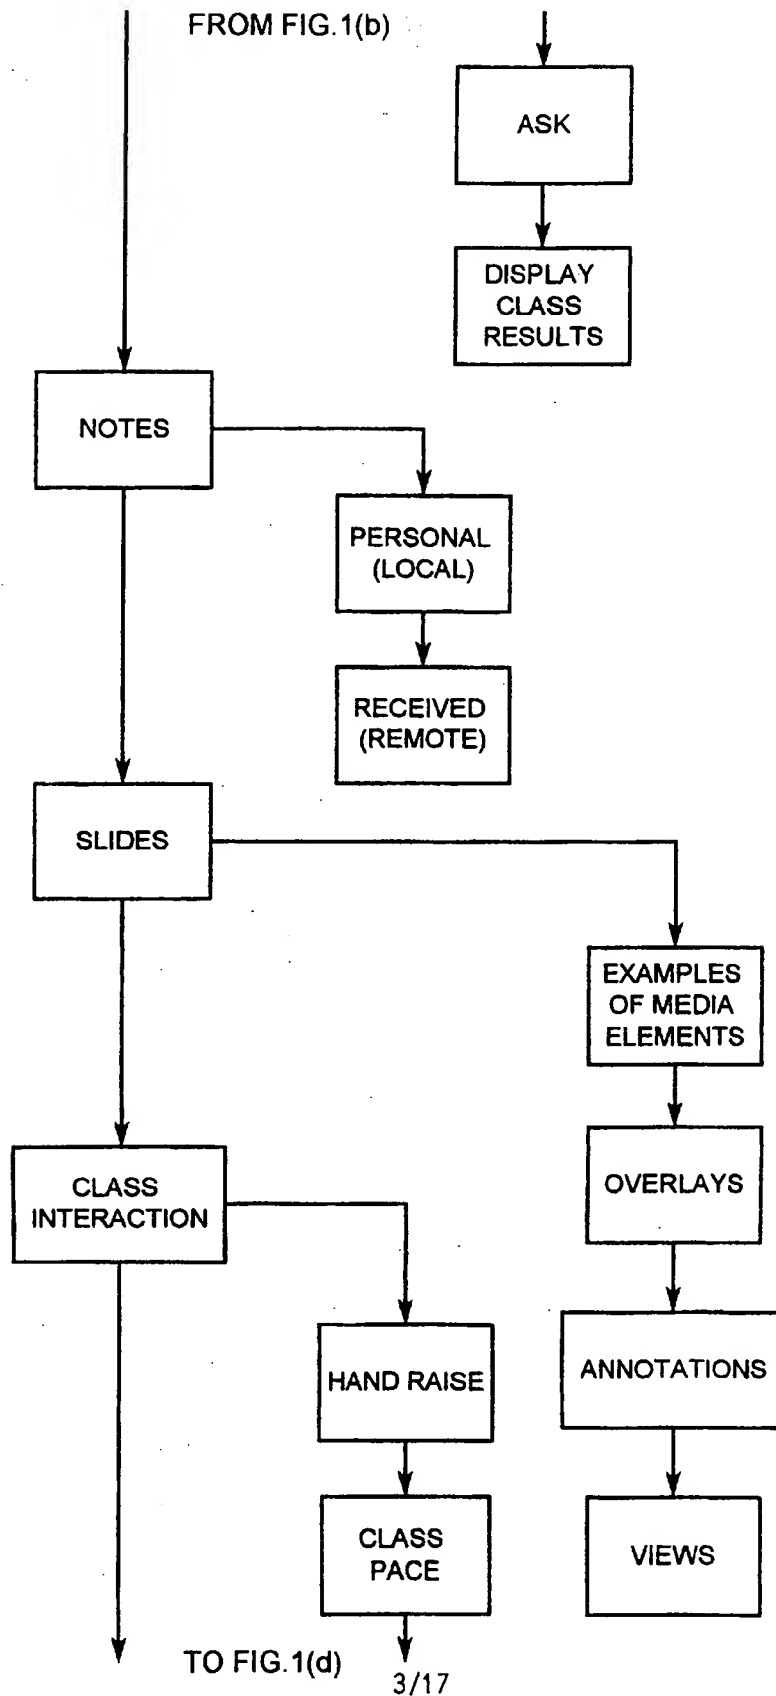 FROM FIG.1(b)
ASK
DISPLAY
CLASS
RESULTS
NOTES
PERSONAL
(LOCAL)
RECEIVED
(REMOTE)
SLIDES
EXAMPLES
OF MEDIA
ELEMENTS
OVERLAYS
CLASS
INTERACTION
HAND RAISE
ANNOTATIONS
CLASS
PACE
VIEWS
TO FIG.1(d)
3/17